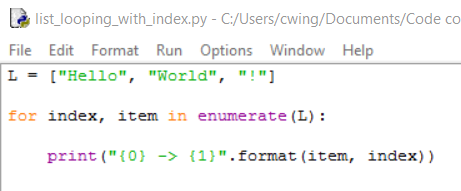 list_looping_with_index.py - C:/Users/cwing/Documents/Code co
File Edit Format Run Options Window Help
L = ["Hello", "World", "!"]
for index, item in enumerate(L):
print("{0} -> {1}".format(item, index))